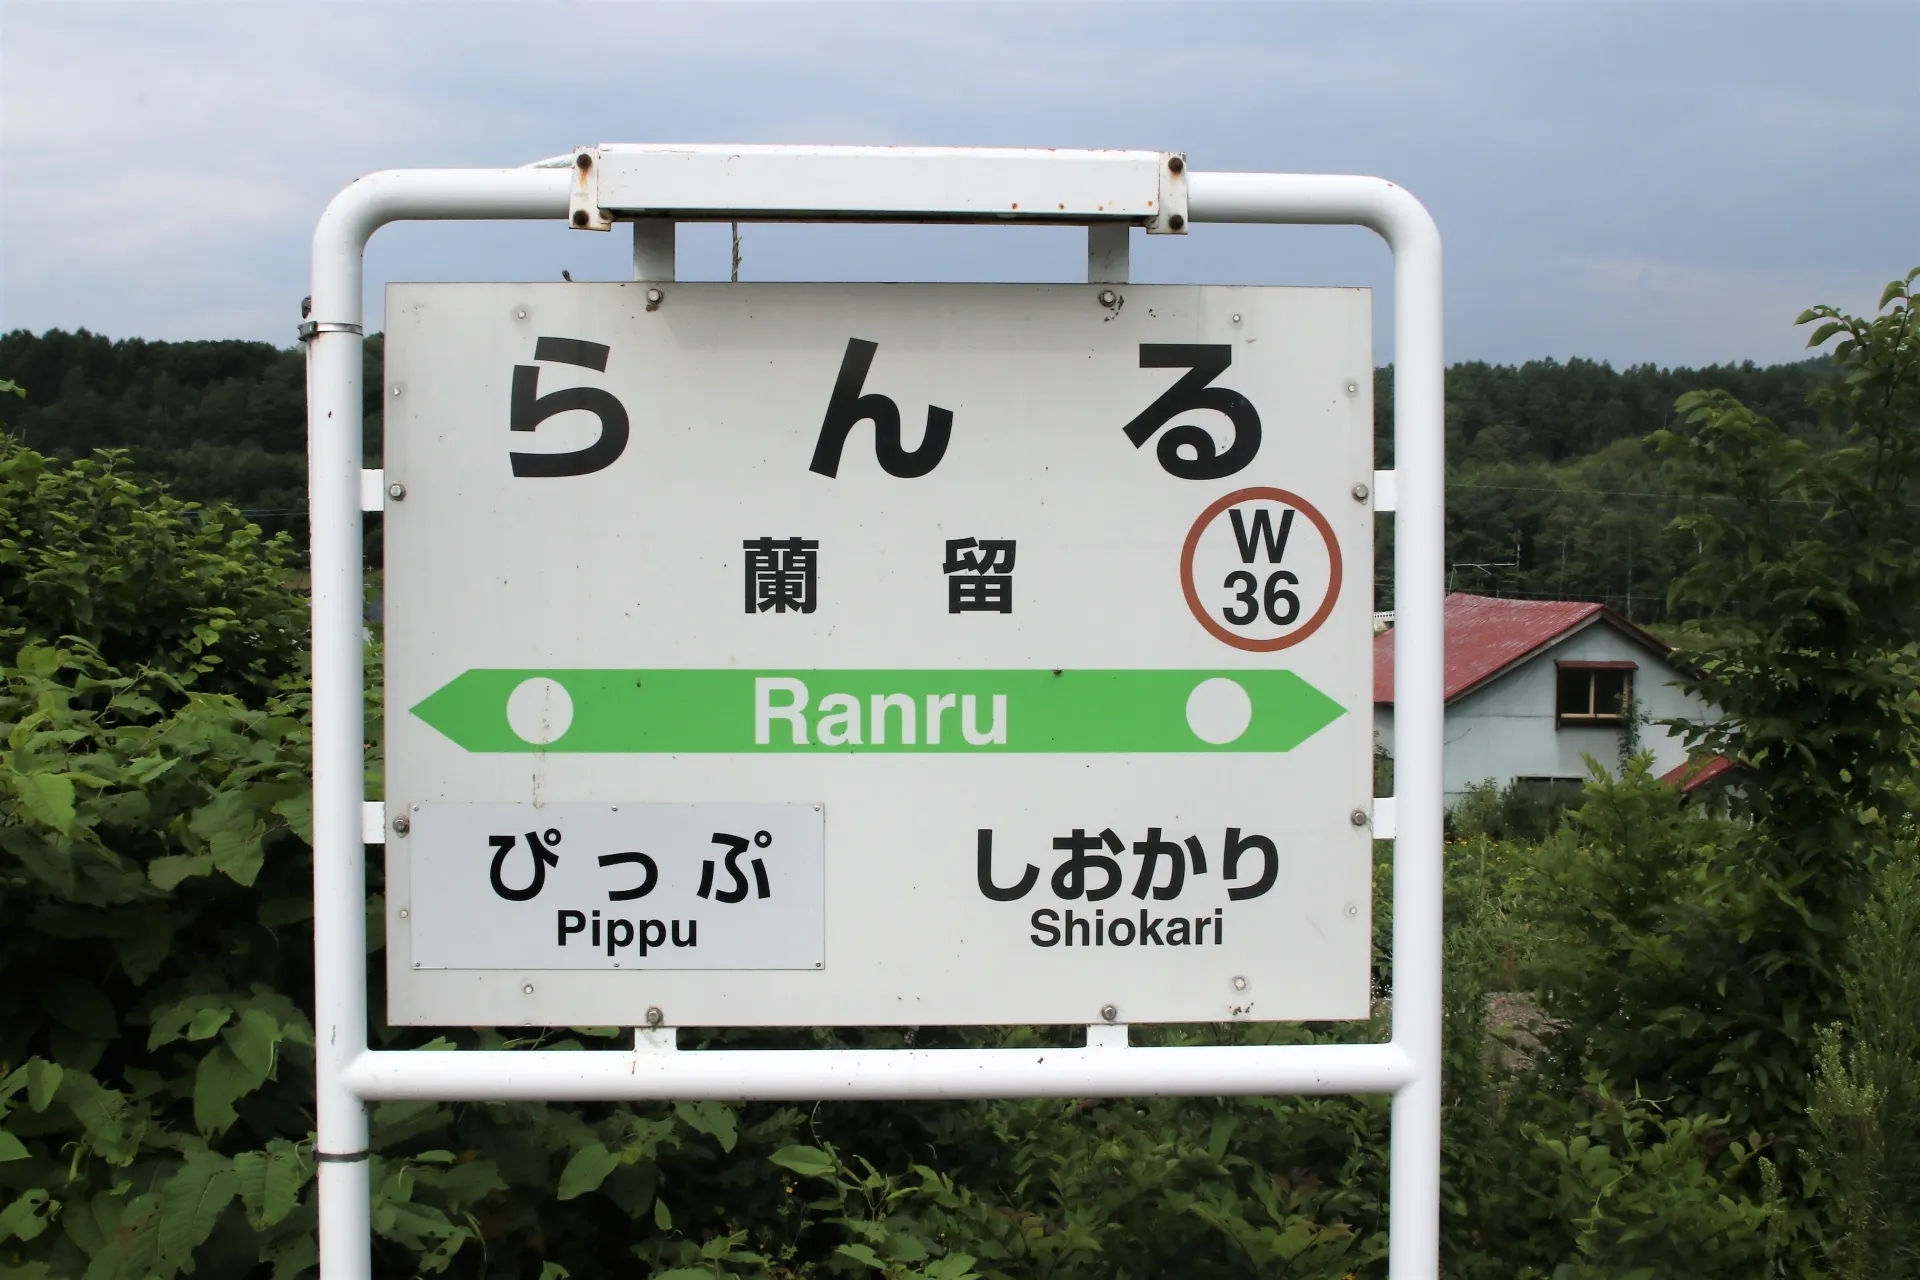 らんる
蘭留
W
36
Ranru
ぴっぷ
Pippu
しおかり
Shiokari